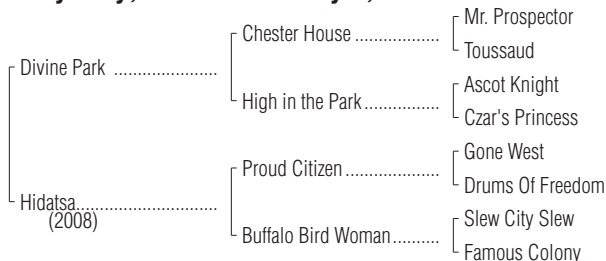 Mr. Prospector
Chester House ..................
Toussaud
Divine Park ......................
Ascot Knight
High in the Park................
Czar's Princess
Gone West
Proud Citizen ....................
Drums Of Freedom
Hidatsa..............................
(2008)
Slew City Slew
Buffalo Bird Woman..........
Famous Colony